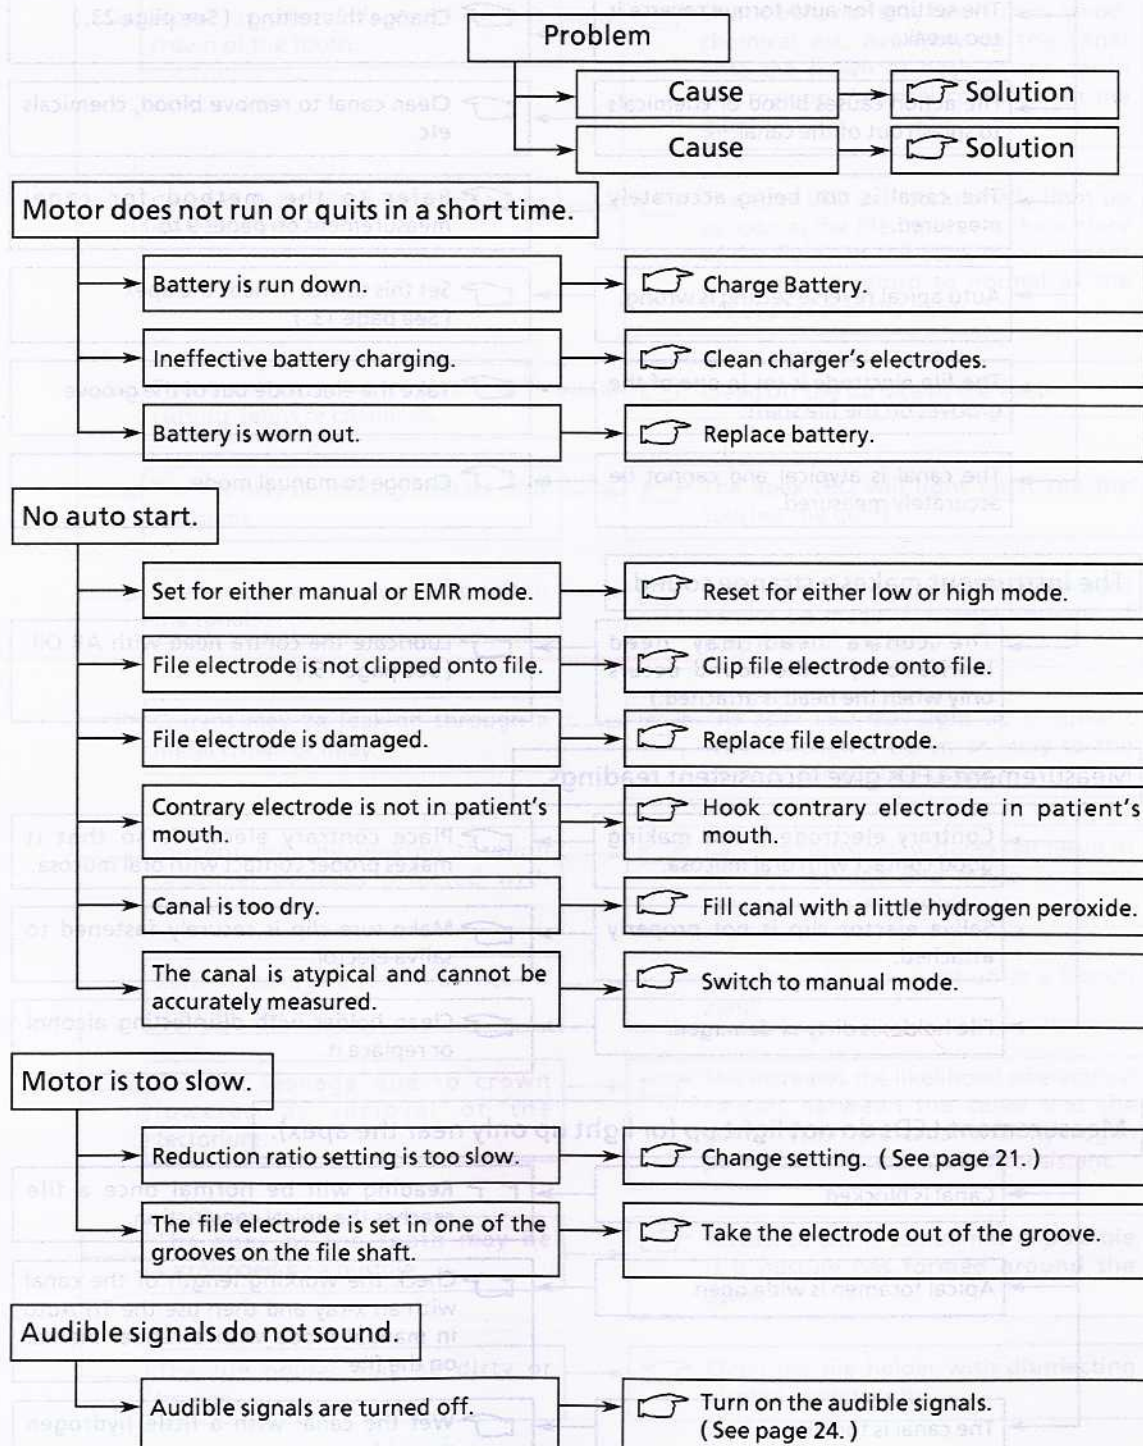 Problem
Cause
Solution
Cause
Solution
Motor does not run or quits in a short time.
Battery is run down.
Charge Battery.
Ineffective battery charging.
Clean charger's electrodes.
Battery is worn out.
Replace battery.
No auto start.
Set for either manual or EMR mode.
Reset for either low or high mode.
File electrode is not clipped onto file.
Clip file electrode onto file.
File electrode is damaged.
Replace file electrode.
Contrary electrode is not in patient's
mouth.
Hook contrary electrode in patient's
mouth.
Canal is too dry.
Fill canal with a little hydrogen peroxide.
The canal is atypical and cannot be
accurately measured.
Switch to manual mode.
Motor is too slow.
Reduction ratio setting is too slow.
Change setting. ( See page 21. )
The file electrode is set in one of the
grooves on the file shaft.
Take the electrode out of the groove.
Audible signals do not sound.
Audible signals are turned off.
Turn on the audible signals.
( See page 24. )